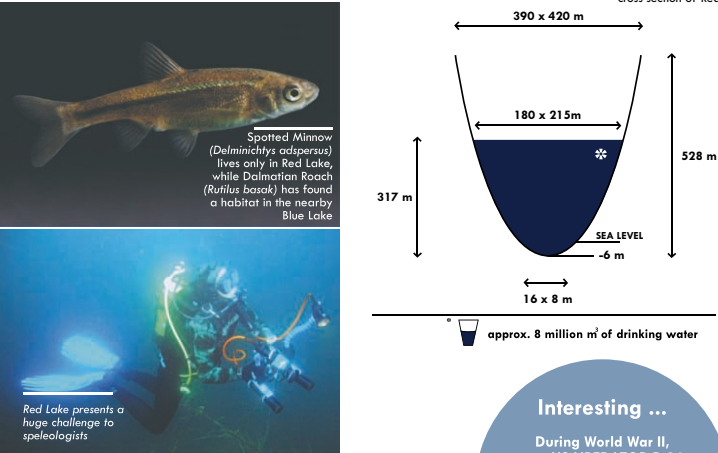 Spotted Minnow
(Delminichtys adspersus)
lives only in Red Lake,
while Dalmatian Roach
(Rutilus basak) has found
a habitat in the nearby
Blue Lake
Red Lake presents a
huge challenge to
speleologists
390 x 420 m
180 x 215m
*
528 m
317 m
SEA LEVEL
-6 m
16 x 8 m
* approx. 8 million m³ of drinking water
Interesting ...
During World War II,